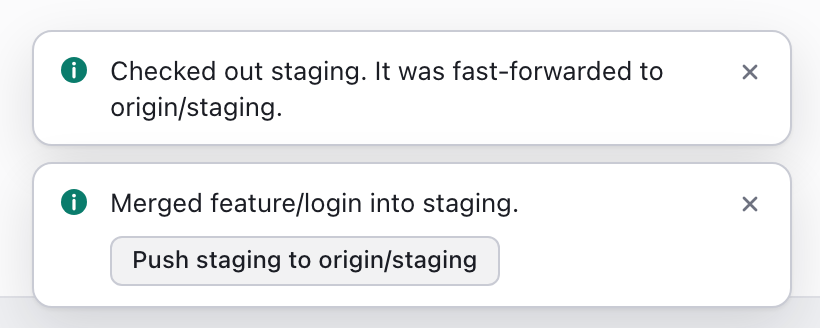 Checked out staging. It was fast-forwarded to
origin/staging.
Merged feature/login into staging.
Push staging to origin/staging